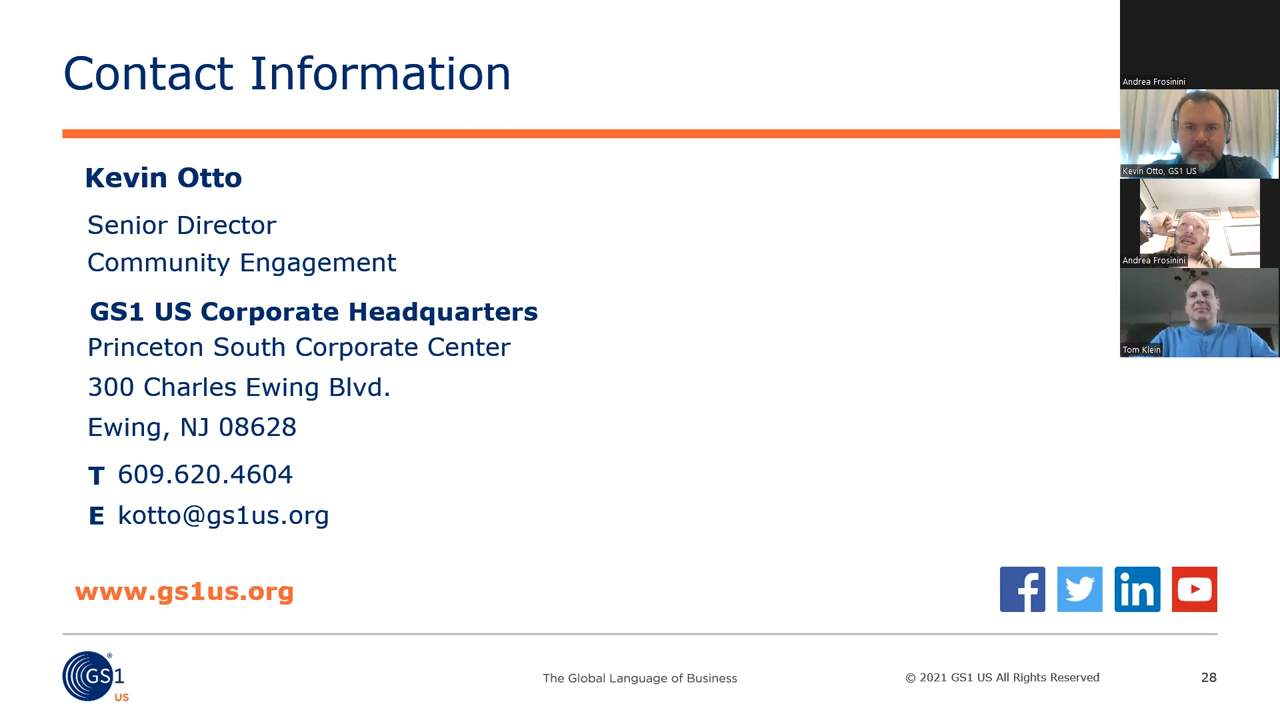 Contact Information
Kevin Otto
Senior Director
Community Engagement
GS1 US Corporate Headquarters
Princeton South Corporate Center
300 Charles Ewing Blvd.
Ewing, NJ 08628
T 609.620.4604
E kotto@gs1us.org
www.gs1us.org
f in
GS1 ®
US
The Global Language of Business
© 2021 GS1 US All Rights Reserved
28
Andrea Frosinini
Kevin Otto, GS1 US
Andrea Frosinini
Tom Klein